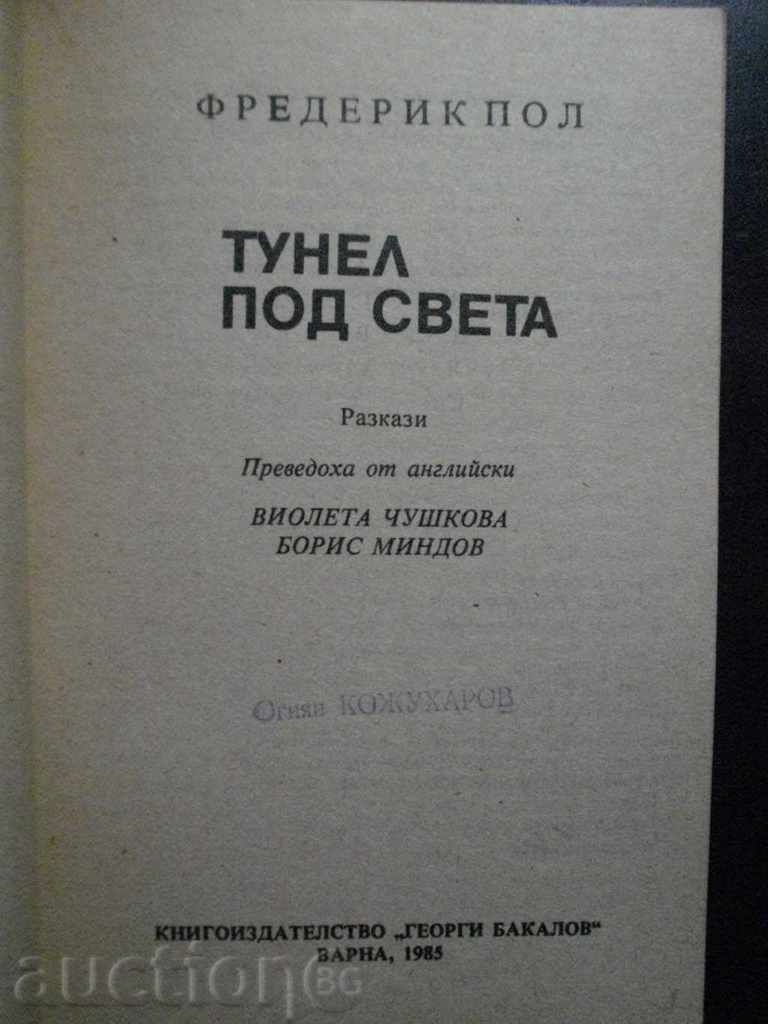 ФРЕДЕРИК ПОЛ
ТУНЕЛ
ПОД СВЕТА
Разкази
Преведоха от английски
ВИОЛЕТА ЧУШКОВА
БОРИС МИНДОВ
Огнян КОЖУХАРОВ
КНИГОИЗДАТЕЛСТВО „ГЕОРГИ БАКАЛОВ“
ВАРНА, 1985
auction BG